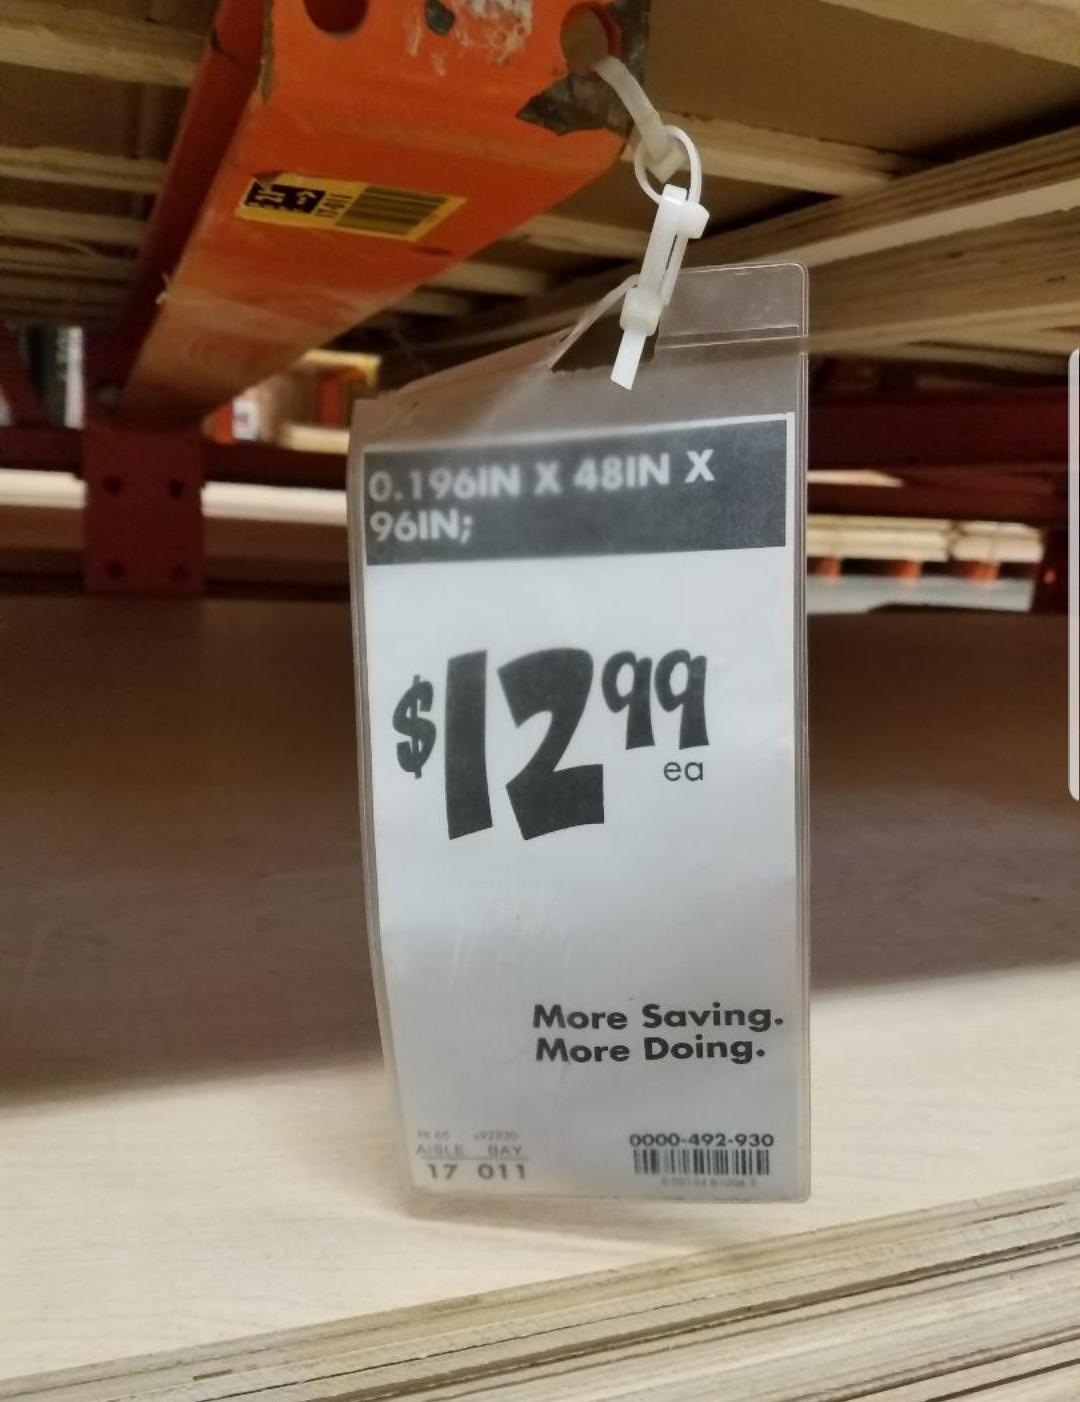 0.196IN X 48IN X
96IN;
$12 99
ea
More Saving.
More Doing.
0000-492-930
AISLE BAY
17 011